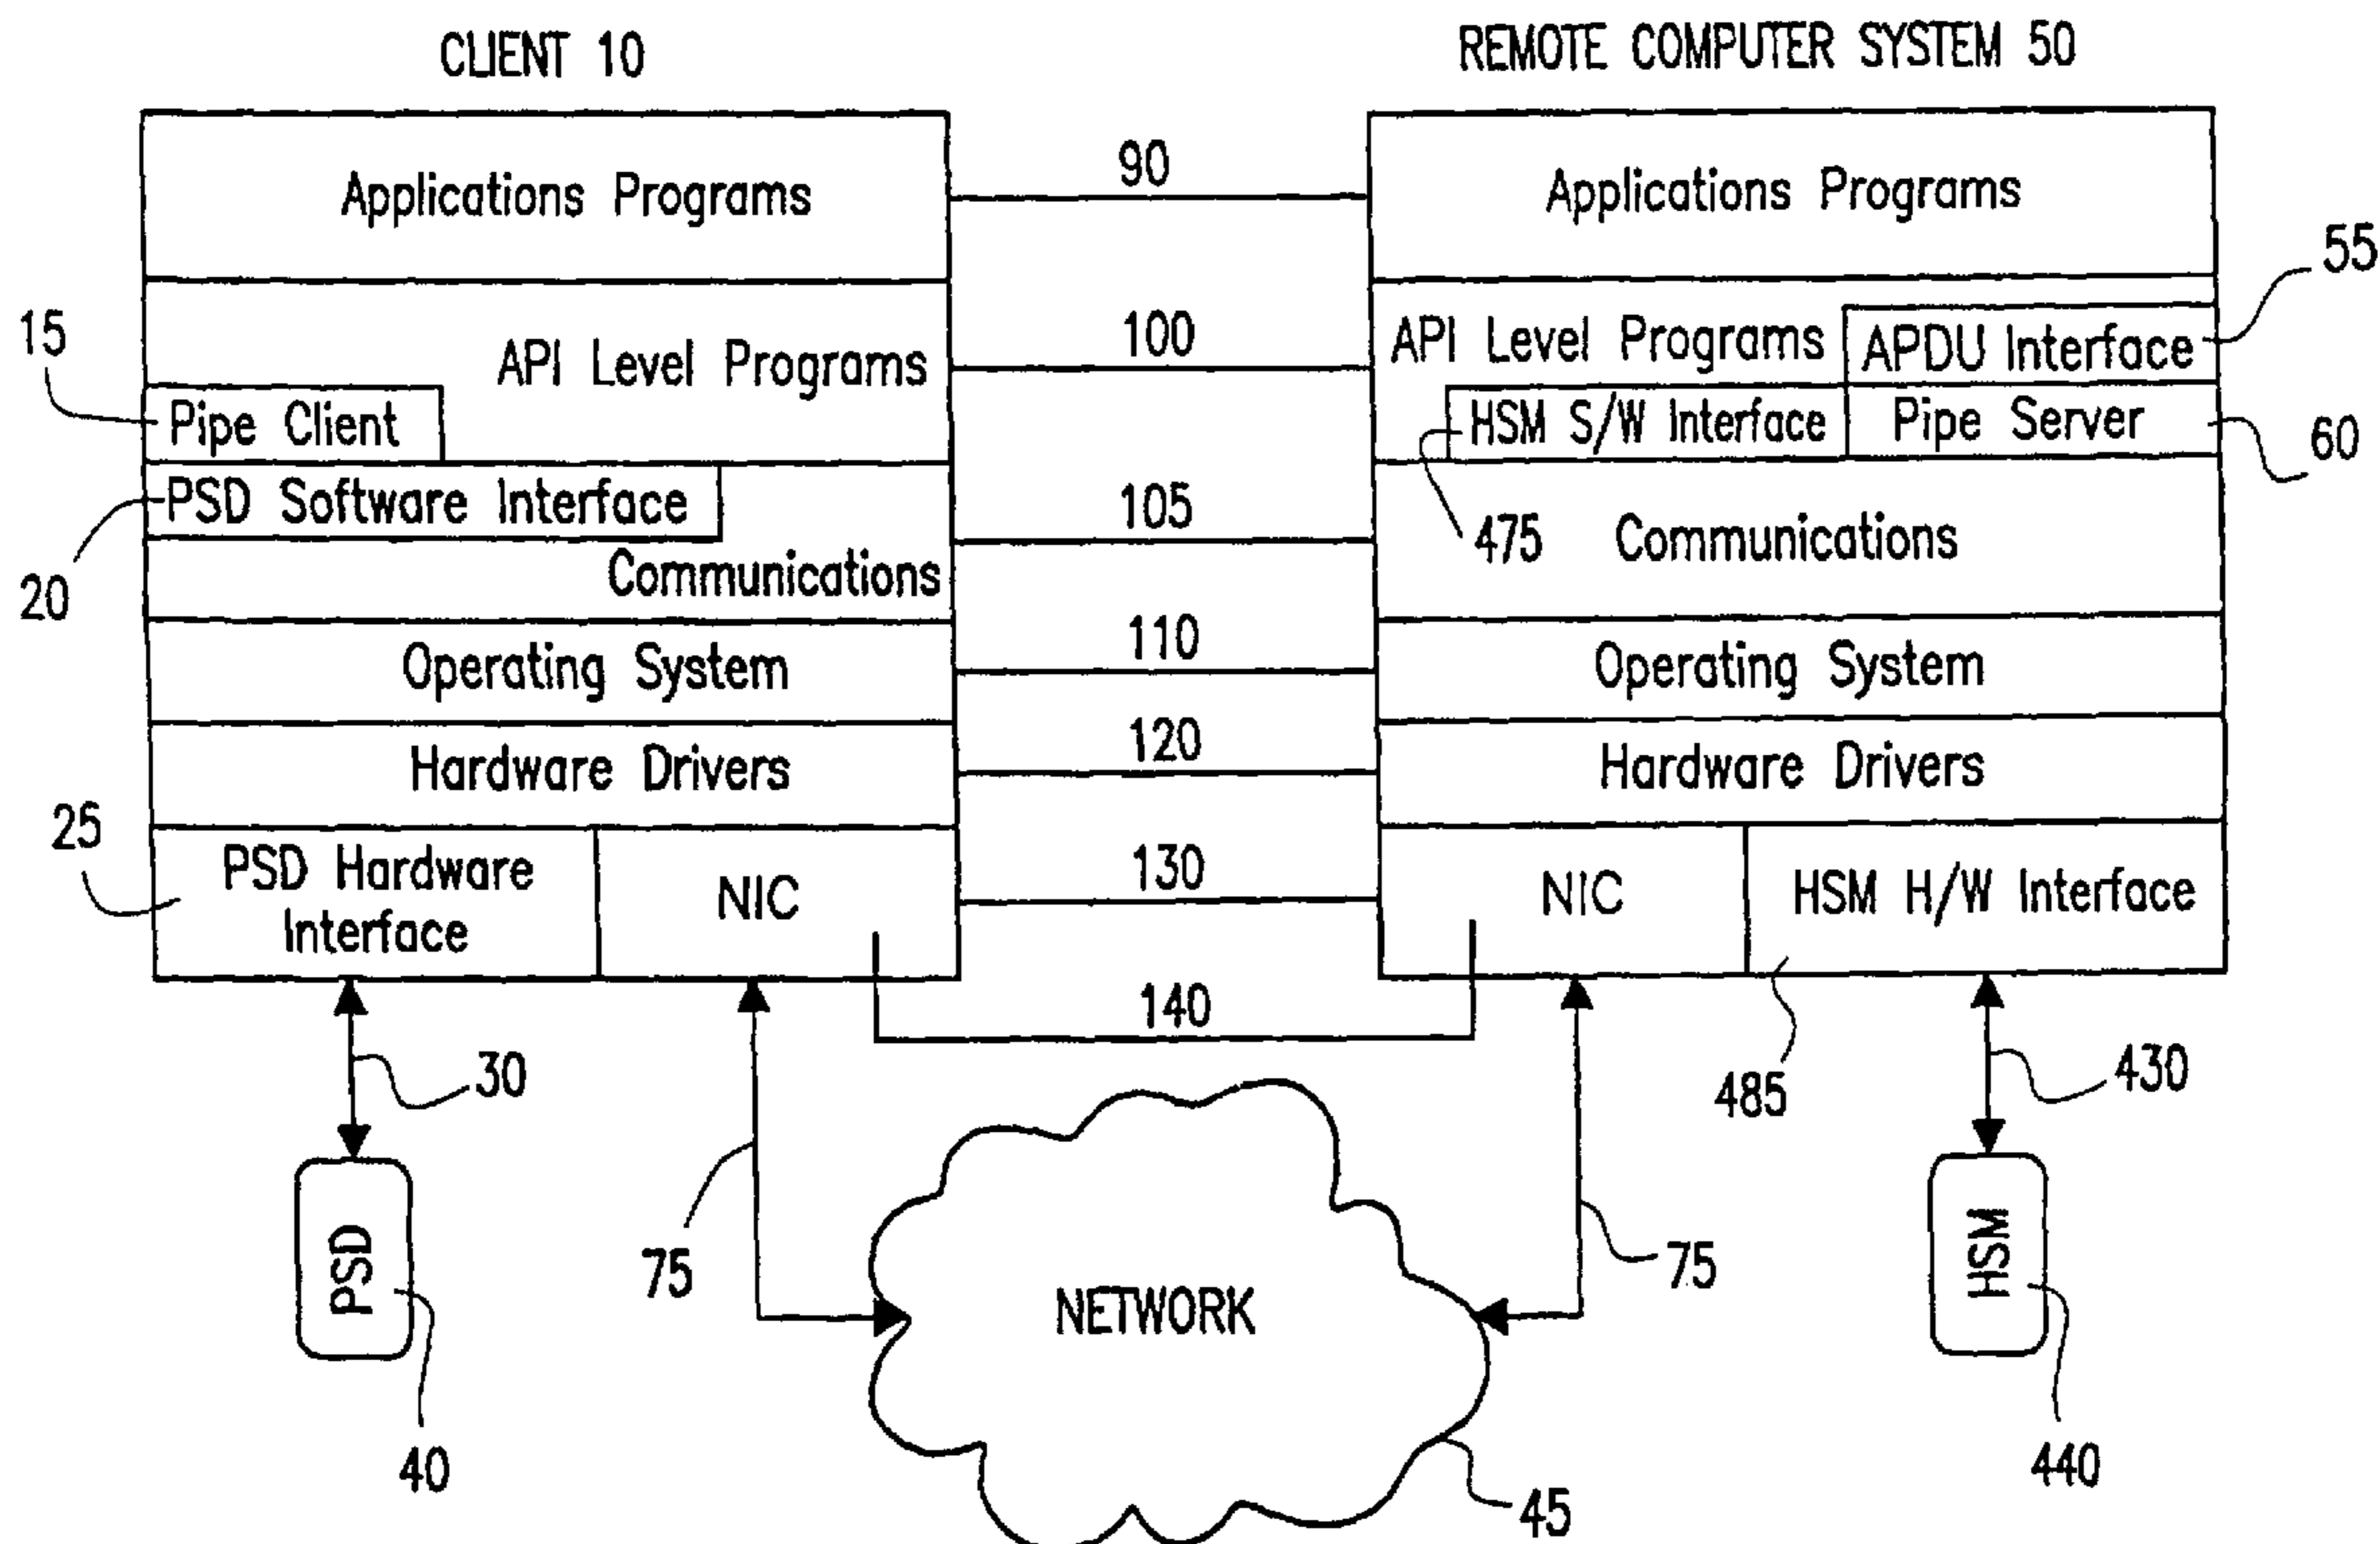 CLIENT 10
REMOTE COMPUTER SYSTEM 50
Applications Programs
90
Applications Programs
55
15
API Level Programs
100
API Level Programs
APDU Interface
Pipe Client
HSM S/W Interface
Pipe Server
60
PSD Software Interface
105
475
Communications
20
Communications
110
Operating System
Operating System
120
Hardware Drivers
Hardware Drivers
25
PSD Hardware
Interface
NIC
130
NIC
HSM H/W Interface
140
30
485
430
PSD
75
NETWORK
75
HSM
40
45
440